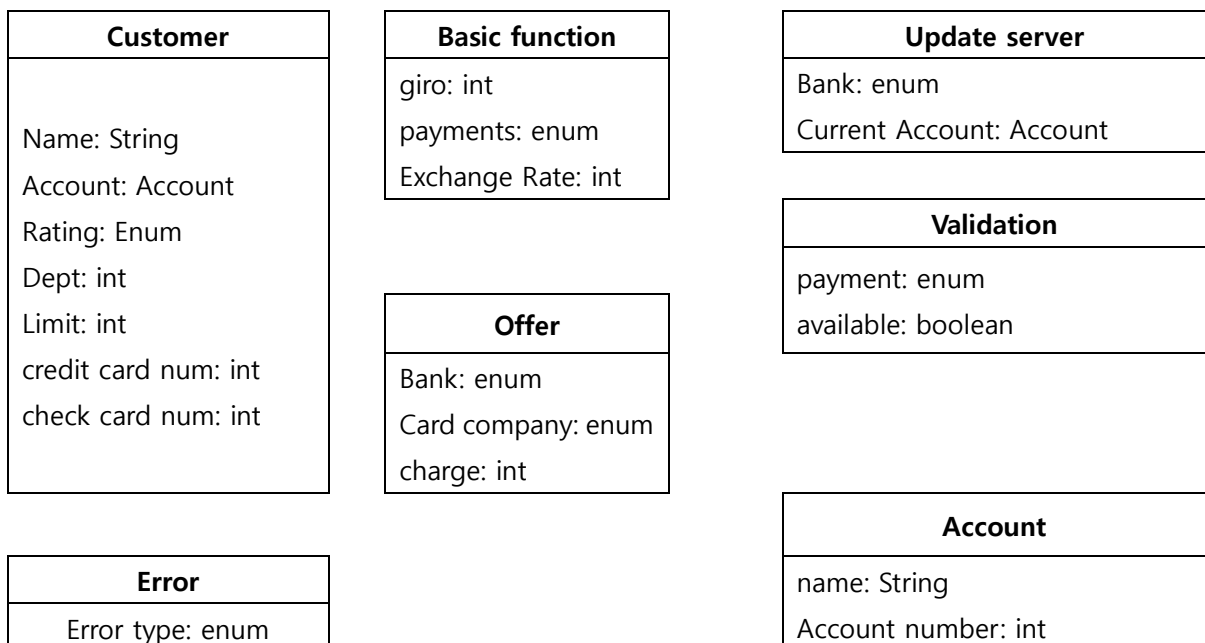 Customer
Name: String
Account: Account
Rating: Enum
Dept: int
Limit: int
credit card num: int
check card num: int
Error
Error type: enum
Basic function
giro: int
payments: enum
Exchange Rate: int
Offer
Bank: enum
Card company: enum
charge: int
Update server
Bank: enum
Current Account: Account
Validation
payment: enum
available: boolean
Account
name: String
Account number: int